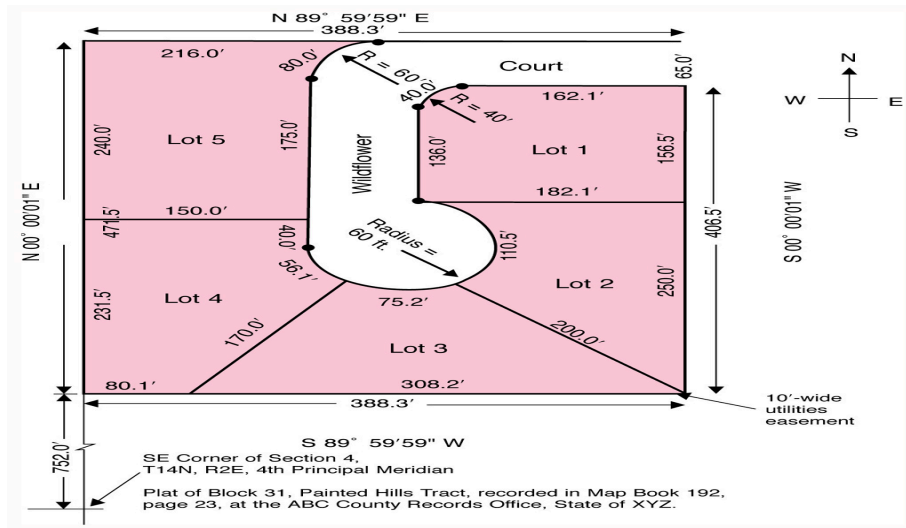 N 89° 59'59" E
388.3'
216.0'
80.0'
R = 60'
40.0'
R = 40'
Court
65.0'
N
W
E
S
162.1'
Lot 5
240.0'
175.0'
Wildflower
136.0'
Lot 1
156.5'
182.1'
N 00° 00'01" E
471.5'
150.0'
40.0'
56.1'
Radius =
60 ft.
110.5'
406.5'
S 00° 00'01" W
Lot 4
231.5'
75.2'
Lot 2
250.0'
170.0'
Lot 3
200.0'
80.1'
308.2'
388.3'
10'-wide
utilities
easement
S 89° 59'59" W
752.0'
SE Corner of Section 4,
T14N, R2E, 4th Principal Meridian
Plat of Block 31, Painted Hills Tract, recorded in Map Book 192,
page 23, at the ABC County Records Office, State of XYZ.